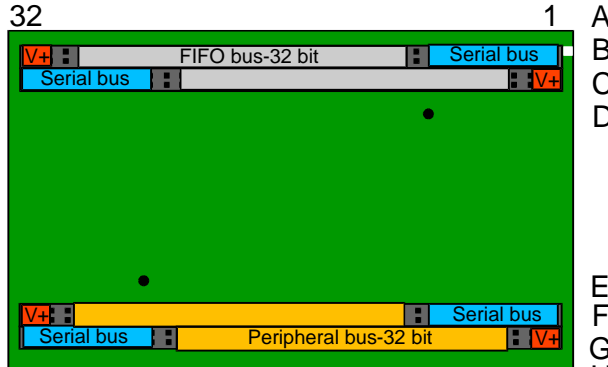 32 1 A
V+ FIFO bus-32 bit Serial bus B
Serial bus V+ C
D
E
V+ Serial bus F
Serial bus Peripheral bus-32 bit V+ G